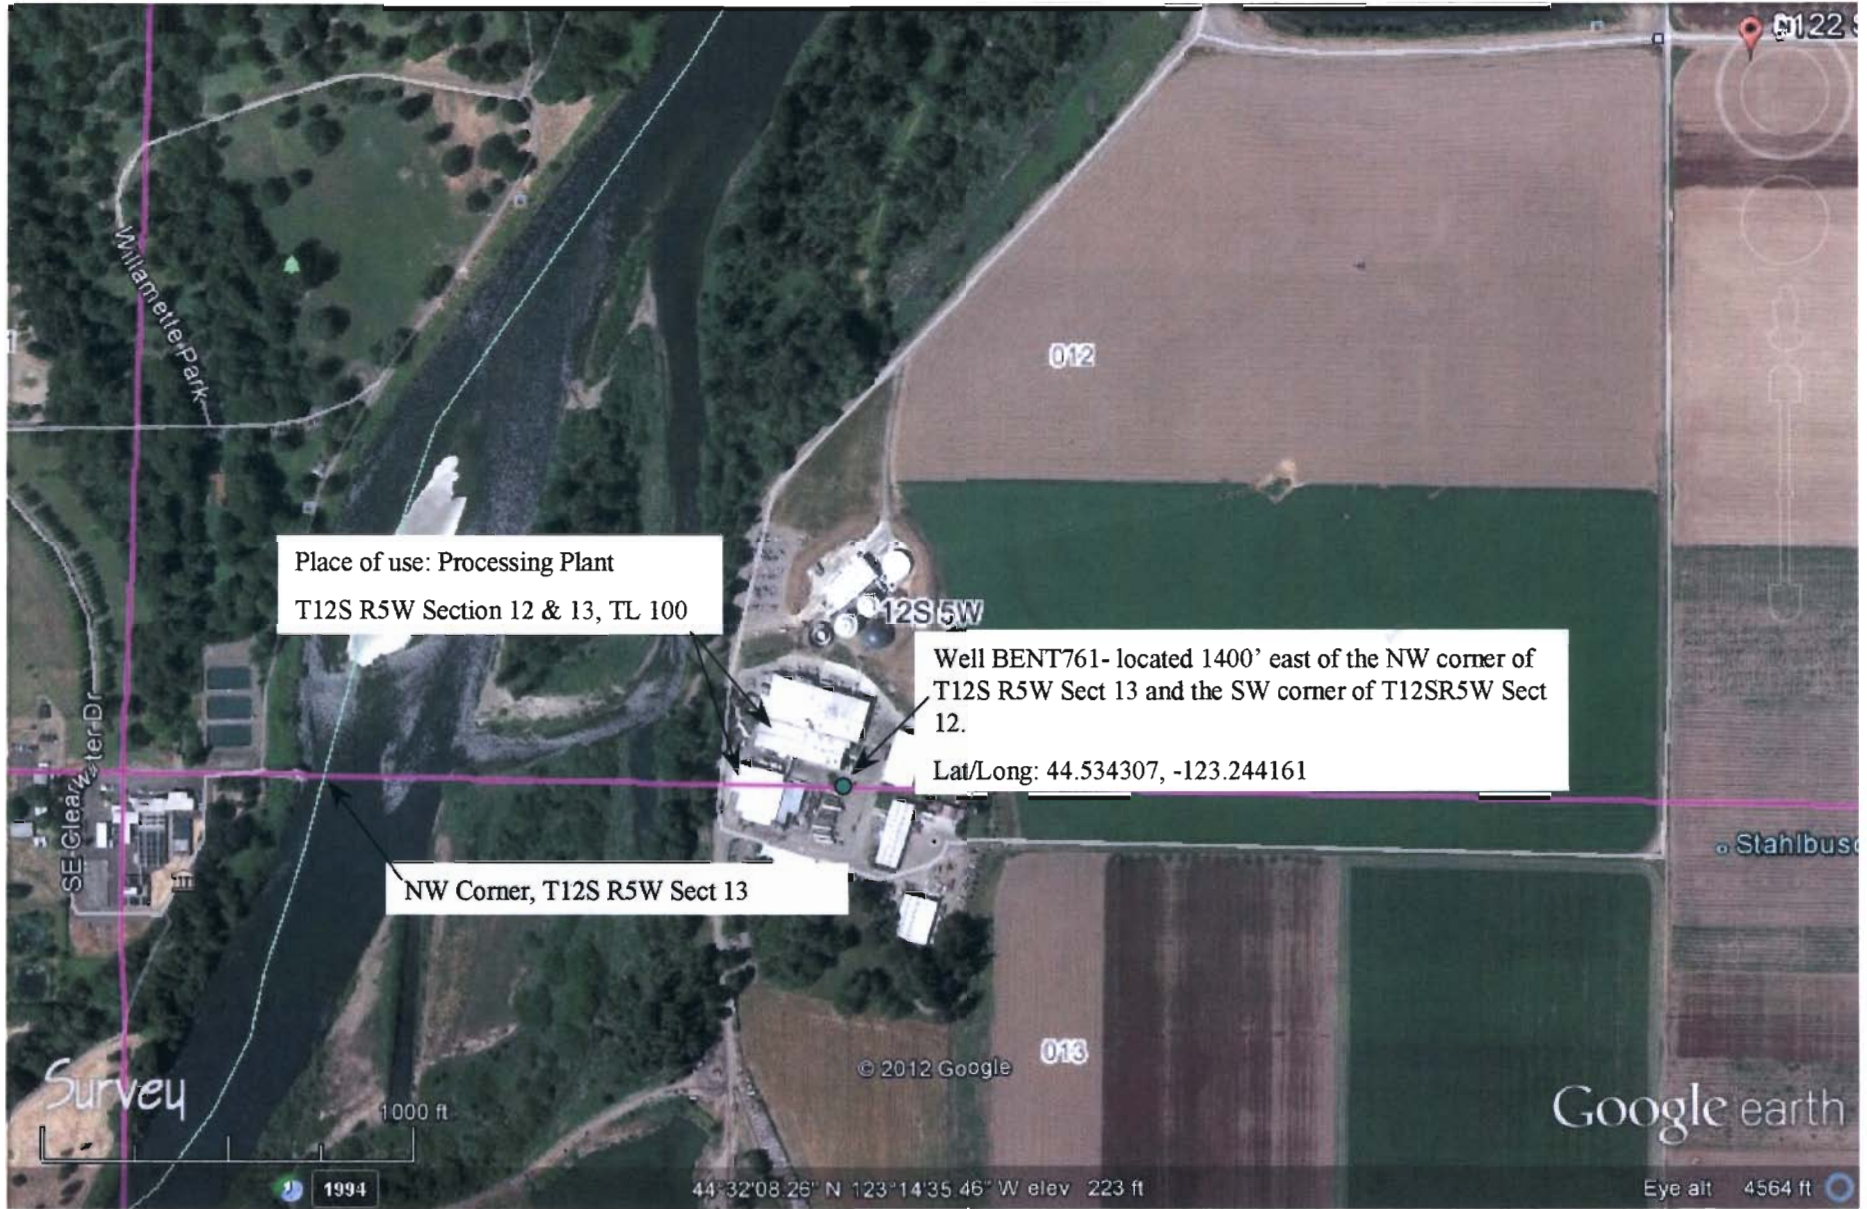 Willamette Park
012
Place of use: Processing Plant
T12S R5W Section 12 & 13, TL 100
12S 5W
Well BENT761- located 1400' east of the NW corner of
T12S R5W Sect 13 and the SW corner of T12SR5W Sect
12.
Lat/Long: 44.534307, -123.244161
SE Clearwater Dr
NW Corner, T12S R5W Sect 13
013
© 2012 Google
Survey
1000 ft
Google earth
1994
44°32'08.26" N 123°14'35.46" W elev 223 ft
Eye alt 4564 ft